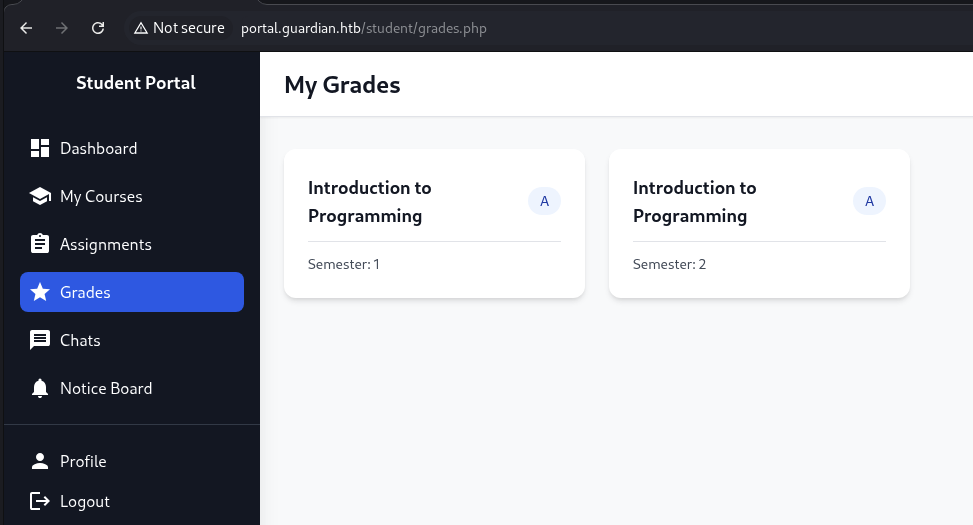 Not secure portal.guardian.htb/student/grades.php
Student Portal
Dashboard
My Courses
Assignments
Grades
Chats
Notice Board
Profile
Logout
My Grades
Introduction to
Programming
A
Semester: 1
Introduction to
Programming
A
Semester: 2